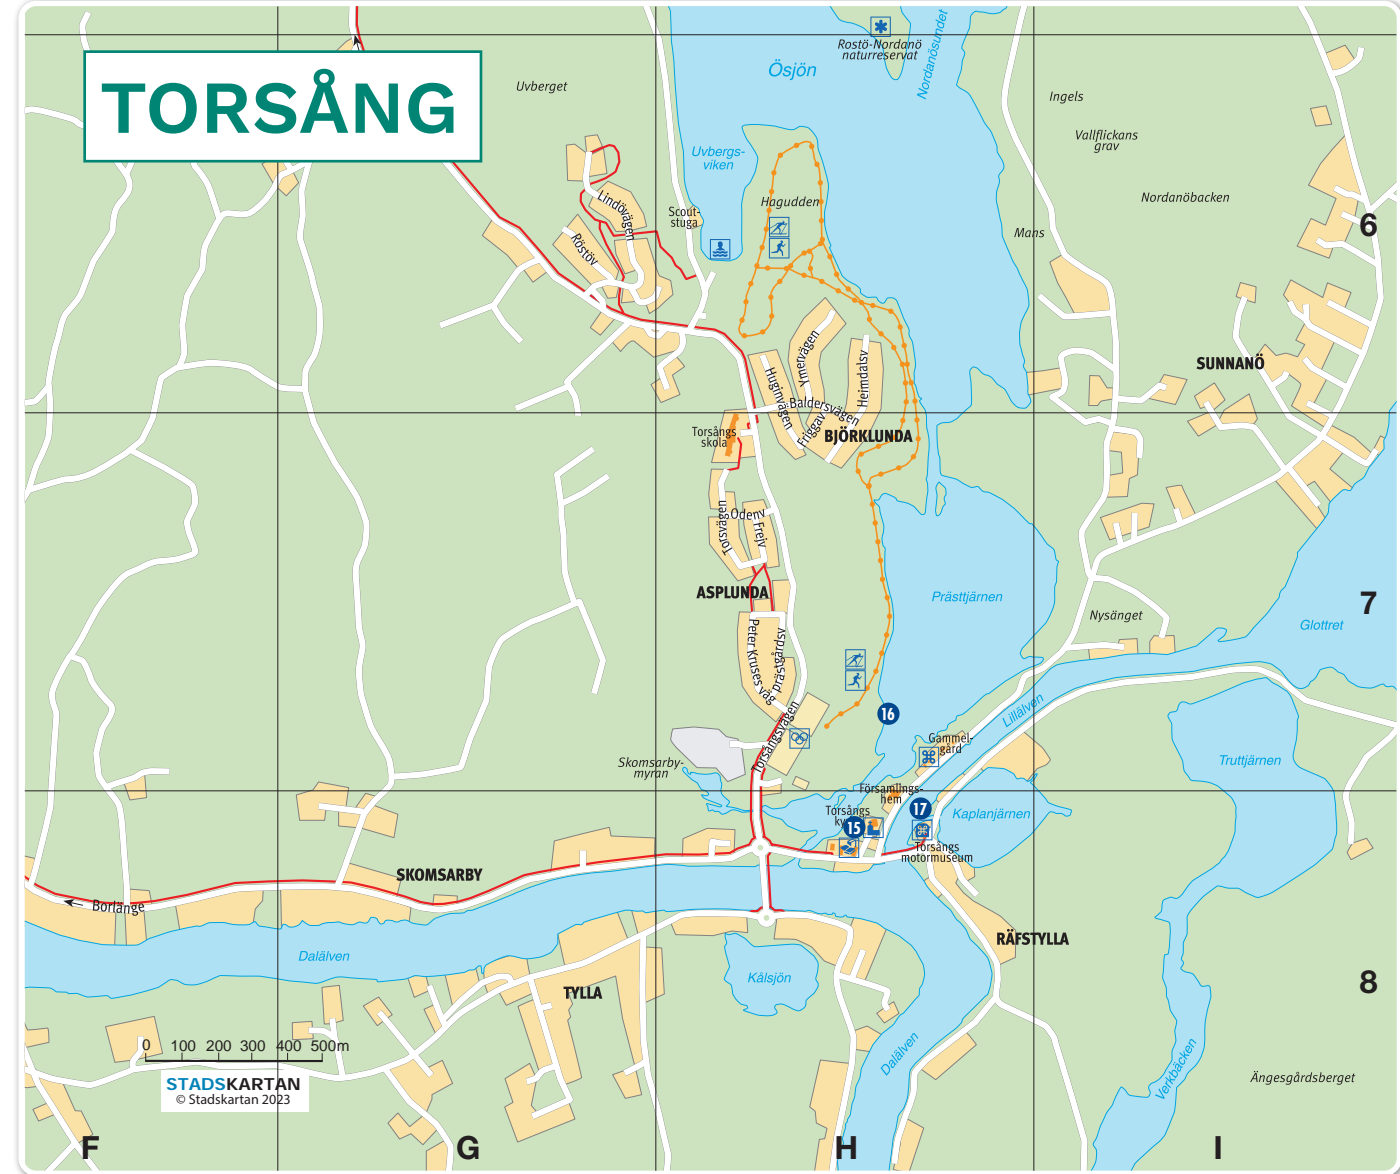 TORSÅNG
Rostö-Nordanö
naturreservat
Nordanösundet
Ösjön
Uvberget
Ingels
Vallflickans
grav
Uvbergs-
viken
Nordanöbacken
Hagudden
Lindövägen
Scout-
stuga
Röstöv
Mans
6
Ymervägen
Heimdalsv
Huginvägen
SUNNANÖ
Baldersvägen
Friggav
BJÖRKLUNDA
Torsångs
skola
Torsvägen
Odenv
Frejv
ASPLUNDA
Prästtjärnen
7
Nysänget
Glottret
Peter Kruses väg
prästgårdsv
Torsångsvägen
16
Lillälven
Gammel-
gård
Skomsarby-
myran
Truttjärnen
Församlings-
hem
Torsångs
15
17
Kaplanjärnen
Torsångs
motormuseum
SKOMSARBY
Borlänge
Dalälven
RÄFSTYLLA
Kålsjön
TYLLA
8
Dalälven
Verkbäcken
Ängesgårdsberget
0 100 200 300 400 500m
STADSKARTAN
© Stadskartan 2023
F G H I